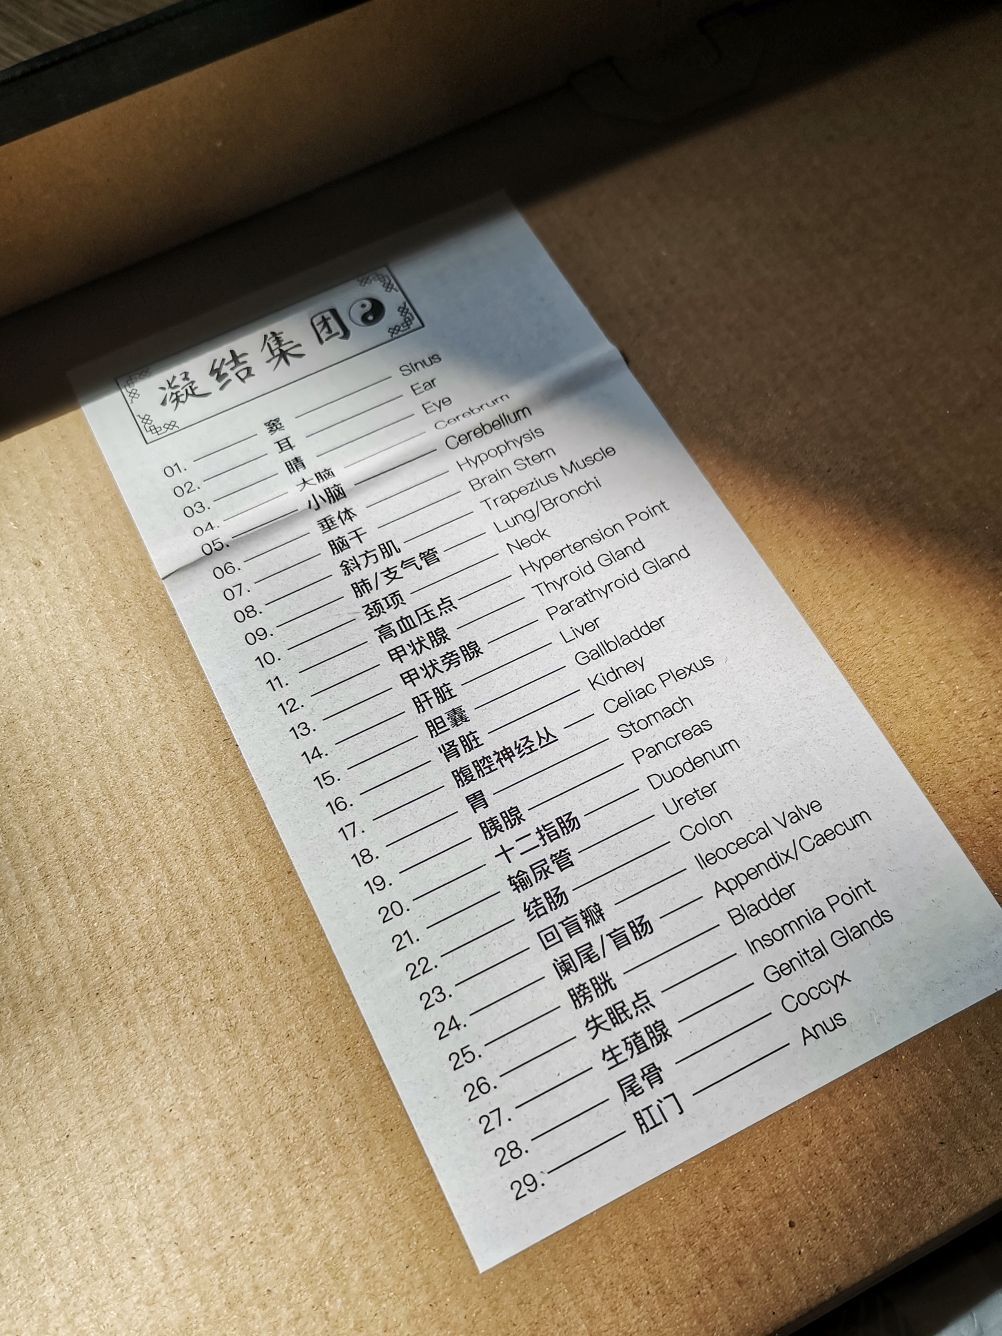 凝结集团
01. 窦 Sinus
02. 耳 Ear
03. 睛 Eye
04. 大脑 Cerebrum
05. 小脑 Cerebellum
06. 垂体 Hypophysis
07. 脑干 Brain Stem
08. 斜方肌 Trapezius Muscle
09. 肺/支气管 Lung/Bronchi
10. 颈项 Neck
11. 高血压点 Hypertension Point
12. 甲状腺 Thyroid Gland
13. 甲状旁腺 Parathyroid Gland
14. 肝脏 Liver
15. 胆囊 Gallbladder
16. 肾脏 Kidney
17. 腹腔神经丛 Celiac Plexus
18. 胃 Stomach
19. 胰腺 Pancreas
20. 十二指肠 Duodenum
21. 输尿管 Ureter
22. 结肠 Colon
23. 回盲瓣 Ileocecal Valve
24. 阑尾/盲肠 Appendix/Caecum
25. 膀胱 Bladder
26. 失眠点 Insomnia Point
27. 生殖腺 Genital Glands
28. 尾骨 Coccyx
29. 肛门 Anus